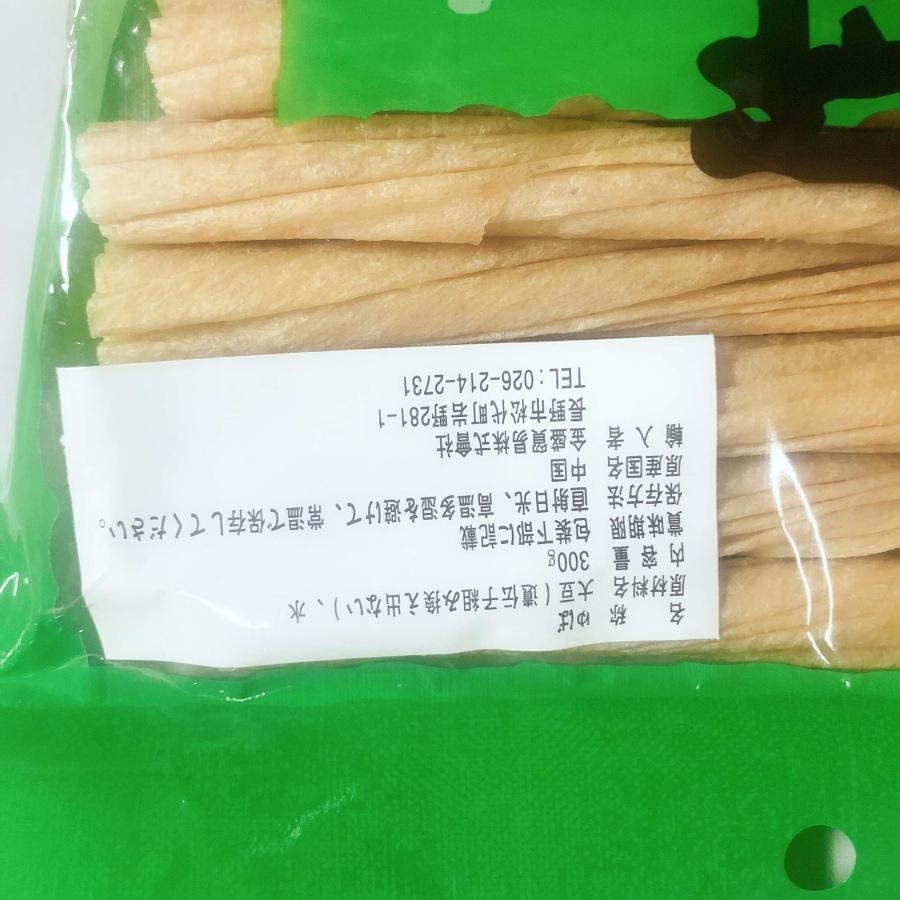 名 称 ゆば
原材料名 大豆(遺伝子組み換え出ない)、水
内 容 量 300g
賞味期限 包装下部に記載
保存方法 直射日光、高温多湿を避けて、常温で保存してください。
原産国名 中国
輸 入 者 金盛貿易株式會社
長野市松代町岩野281-1
TEL:026-214-2731